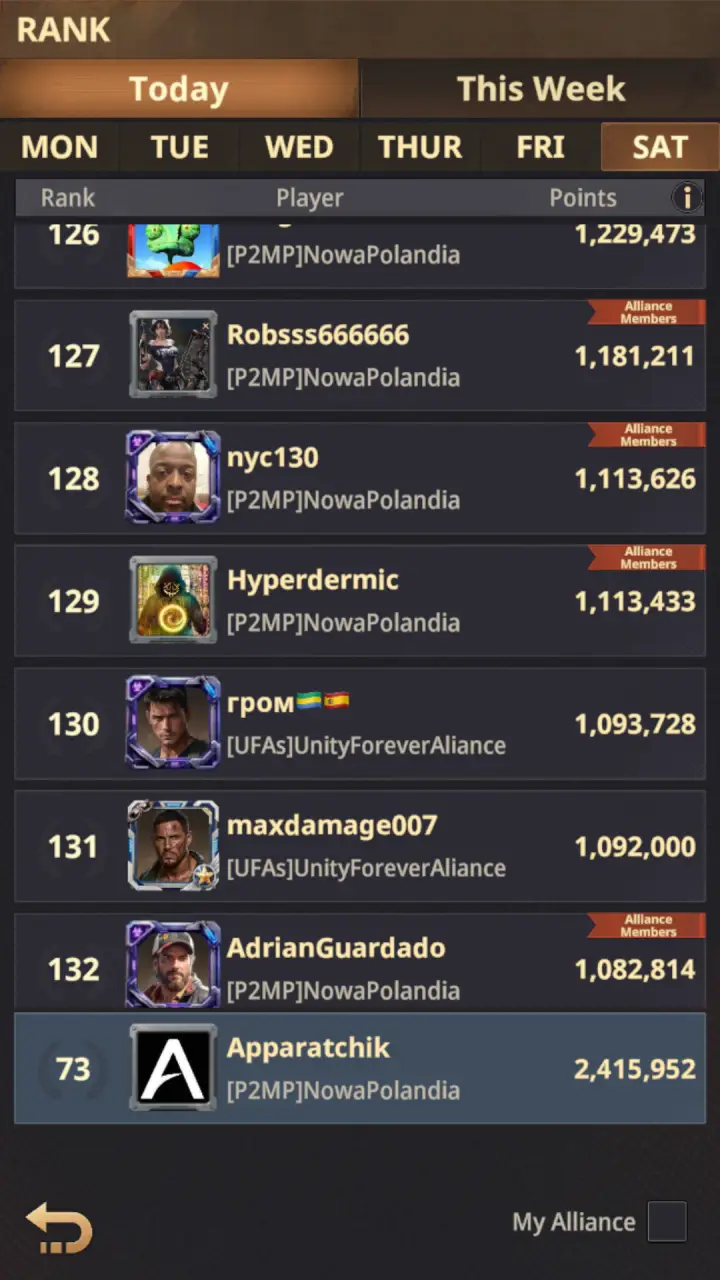 RANK
Today
This Week
MON TUE WED THUR FRI SAT
Rank Player Points
126
[P2MP]NowaPolandia
1,229,473
Alliance
Members
127
Robsss666666
[P2MP]NowaPolandia
1,181,211
Alliance
Members
128
nyc130
[P2MP]NowaPolandia
1,113,626
Alliance
Members
129
Hyperdermic
[P2MP]NowaPolandia
1,113,433
130
гром
[UFAs]UnityForeverAliance
1,093,728
131
maxdamage007
[UFAs]UnityForeverAliance
1,092,000
Alliance
Members
132
AdrianGuardado
[P2MP]NowaPolandia
1,082,814
73
Apparatchik
[P2MP]NowaPolandia
2,415,952
My Alliance